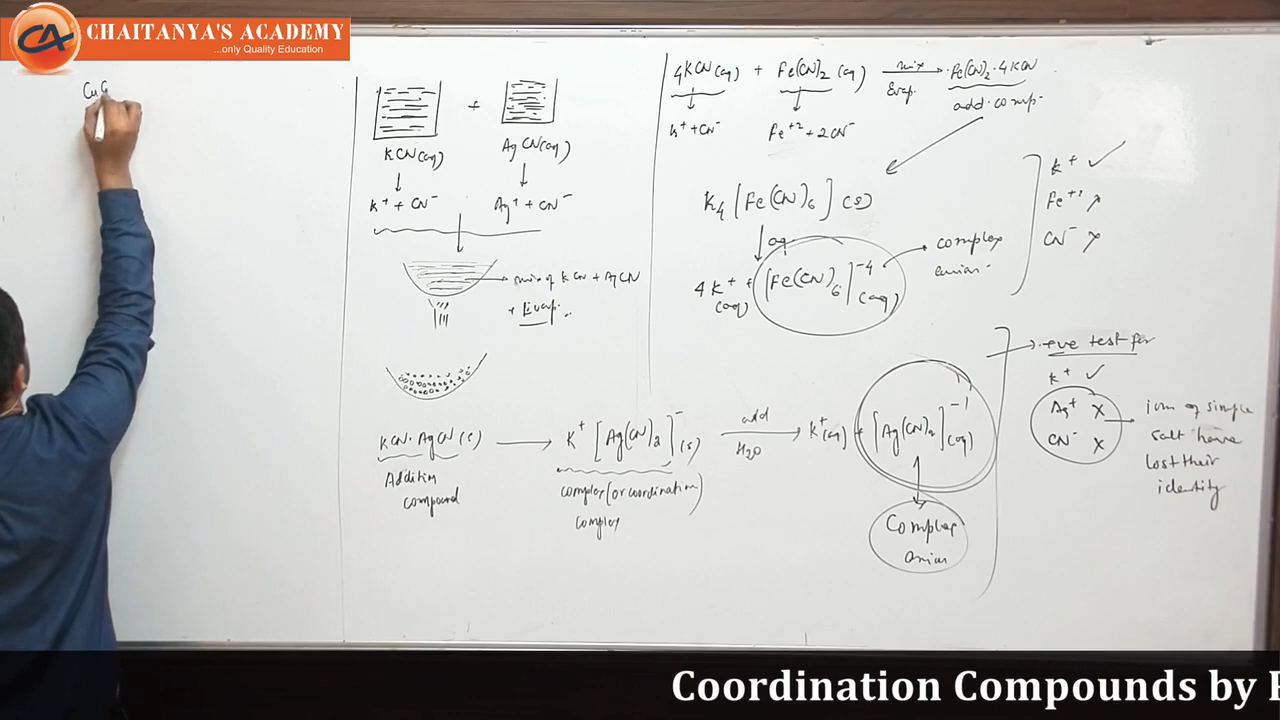 CHAITANYA'S ACADEMY
...only Quality Education
CuC
+
KCN(aq)
AgCN(aq)
K⁺ + CN⁻
Ag⁺ + CN⁻
mix of KCN + AgCN
+ Evap.
KCN·AgCN(s) ⟶ K⁺ [Ag(CN)₂]⁻(s) add H₂O ⟶ K⁺(aq) + [Ag(CN)₂]⁻¹(aq)
Addition
compound
complex (or coordination)
complex
Complex
anion
4KCN(aq) + Fe(CN)₂(aq) mix Evap. ⟶ Fe(CN)₂·4KCN
add. comp.
K⁺ + CN⁻
Fe⁺² + 2CN⁻
K₄[Fe(CN)₆](s)
aq
4K⁺(aq) + [Fe(CN)₆]⁻⁴(aq)
complex
anion
K⁺ ✓
Fe⁺² x
CN⁻ x
+ve test for
K⁺ ✓
Ag⁺ x
CN⁻ x
ions of simple
salt have
lost their
identity
Coordination Compounds by